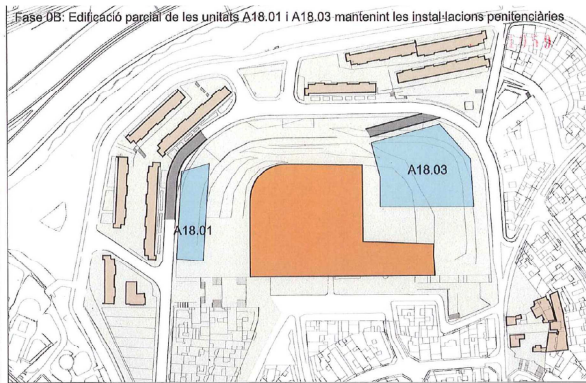 Fase 0B: Edificació parcial de les unitats A18.01 i A18.03 mantenint les instal·lacions penitenciàries
A18.03
A18.01